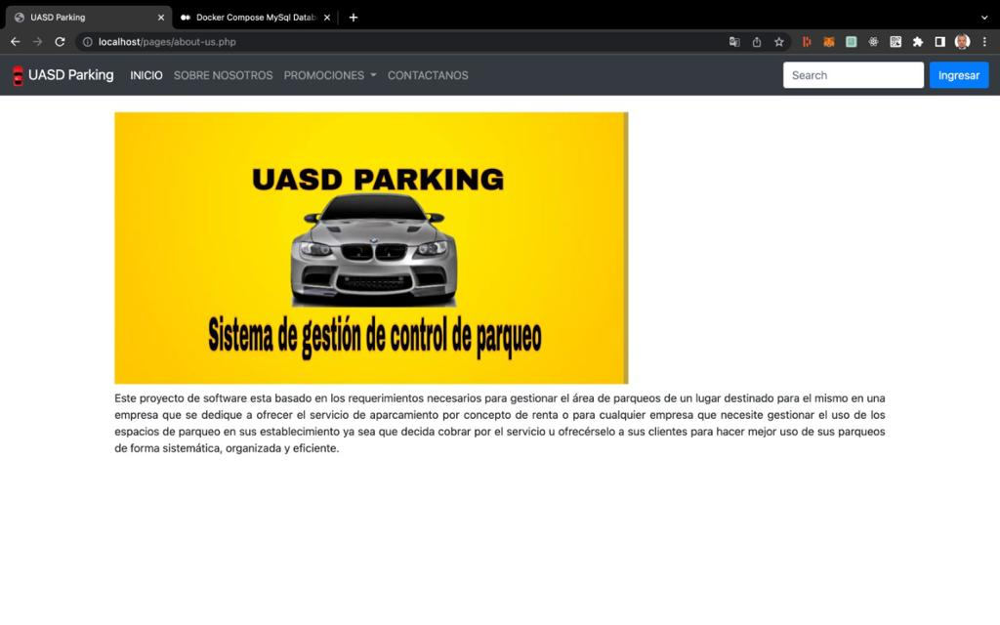 UASD Parking
Docker Compose MySql Datab
localhost/pages/about-us.php
UASD Parking INICIO SOBRE NOSOTROS PROMOCIONES CONTACTANOS Search Ingresar
UASD PARKING
Sistema de gestión de control de parqueo
Este proyecto de software esta basado en los requerimientos necesarios para gestionar el área de parqueos de un lugar destinado para el mismo en una
empresa que se dedique a ofrecer el servicio de aparcamiento por concepto de renta o para cualquier empresa que necesite gestionar el uso de los
espacios de parqueo en sus establecimiento ya sea que decida cobrar por el servicio u ofrecérselo a sus clientes para hacer mejor uso de sus parqueos
de forma sistemática, organizada y eficiente.